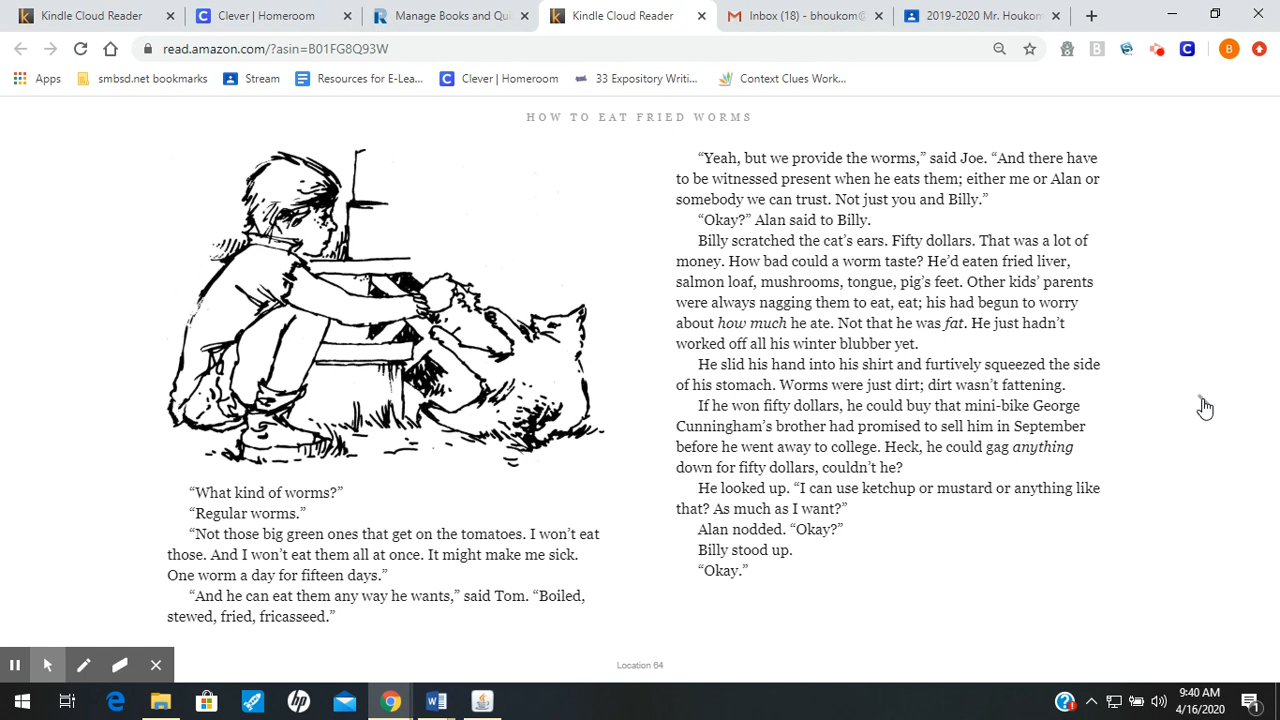 Kindle Cloud Reader
Clever | Homeroom
Manage Books and Qui
Kindle Cloud Reader
Inbox (18) - bhoukom@
2019-2020 Mr. Houkom
read.amazon.com/?asin=B01FG8Q93W
Apps
smbsd.net bookmarks
Stream
Resources for E-Lea...
Clever | Homeroom
33 Expository Writi...
Context Clues Work...
HOW TO EAT FRIED WORMS
“What kind of worms?”
“Regular worms.”
“Not those big green ones that get on the tomatoes. I won’t eat
those. And I won’t eat them all at once. It might make me sick.
One worm a day for fifteen days.”
“And he can eat them any way he wants,” said Tom. “Boiled,
stewed, fried, fricasseed.”
“Yeah, but we provide the worms,” said Joe. “And there have
to be witnessed present when he eats them; either me or Alan or
somebody we can trust. Not just you and Billy.”
“Okay?” Alan said to Billy.
Billy scratched the cat’s ears. Fifty dollars. That was a lot of
money. How bad could a worm taste? He’d eaten fried liver,
salmon loaf, mushrooms, tongue, pig’s feet. Other kids’ parents
were always nagging them to eat, eat; his had begun to worry
about how much he ate. Not that he was fat. He just hadn’t
worked off all his winter blubber yet.
He slid his hand into his shirt and furtively squeezed the side
of his stomach. Worms were just dirt; dirt wasn’t fattening.
If he won fifty dollars, he could buy that mini-bike George
Cunningham’s brother had promised to sell him in September
before he went away to college. Heck, he could gag anything
down for fifty dollars, couldn’t he?
He looked up. “I can use ketchup or mustard or anything like
that? As much as I want?”
Alan nodded. “Okay?”
Billy stood up.
“Okay.”
Location 64
9:40 AM
4/16/2020